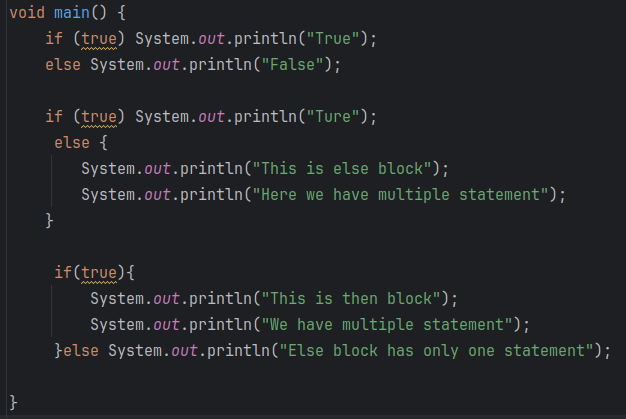 void main() {
    if (true) System.out.println("True");
    else System.out.println("False");

    if (true) System.out.println("Ture");
     else {
        System.out.println("This is else block");
        System.out.println("Here we have multiple statement");
    }

     if(true){
         System.out.println("This is then block");
         System.out.println("We have multiple statement");
     }else System.out.println("Else block has only one statement");

}